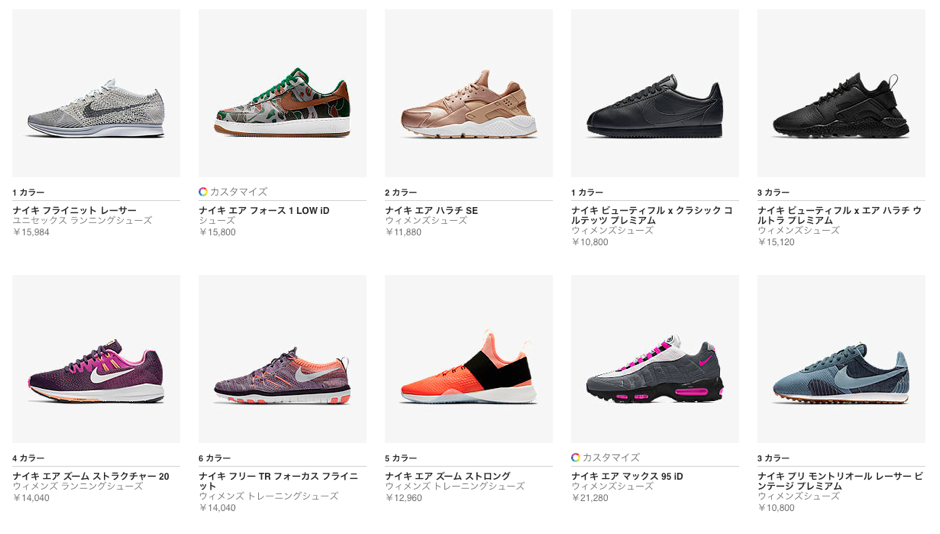 1 カラー
ナイキ フライニット レーサー
ユニセックス ランニングシューズ
￥15,984
カスタマイズ
ナイキ エア フォース 1 LOW iD
シューズ
￥15,800
2 カラー
ナイキ エア ハラチ SE
ウィメンズシューズ
￥11,880
1 カラー
ナイキ ビューティフル x クラシック コ
ルテッツ プレミアム
ウィメンズシューズ
￥10,800
3 カラー
ナイキ ビューティフル x エア ハラチ ウ
ルトラ プレミアム
ウィメンズシューズ
￥15,120
4 カラー
ナイキ エア ズーム ストラクチャー 20
ウィメンズ ランニングシューズ
￥14,040
6 カラー
ナイキ フリー TR フォーカス フライニ
ット
ウィメンズ トレーニングシューズ
￥14,040
5 カラー
ナイキ エア ズーム ストロング
ウィメンズ トレーニングシューズ
￥12,960
カスタマイズ
ナイキ エア マックス 95 iD
ウィメンズシューズ
￥21,280
3 カラー
ナイキ プリ モントリオール レーサー ビ
ンテージ プレミアム
ウィメンズシューズ
￥10,800